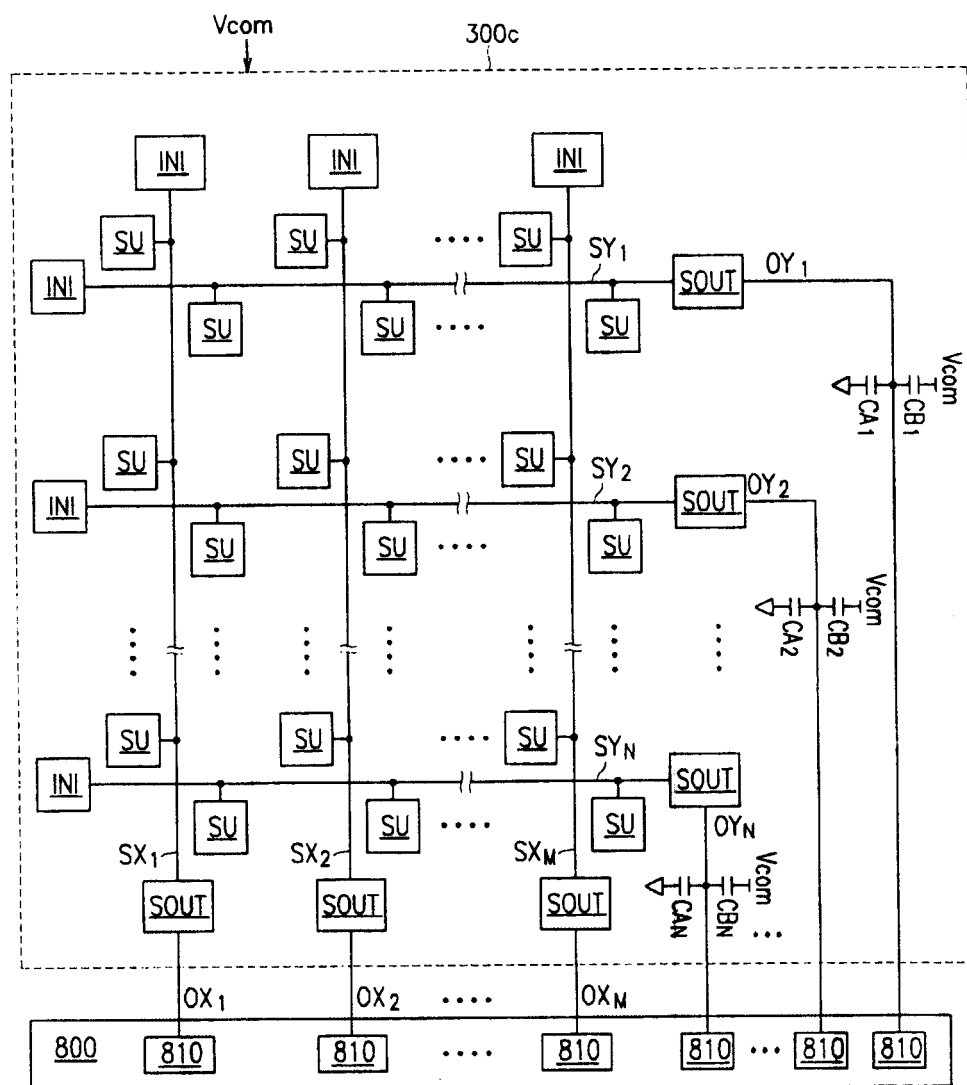 Vcom
300c
INI INI INI
SU SU SU
INI SY1 SOUT OY1
SU SU SU
CA1 CB1 Vcom
SU SU SU
INI SY2 SOUT OY2
SU SU SU
CA2 CB2 Vcom
SU SU SU
INI SYN SOUT
SU SU SU OYN
SX1 SX2 SXM
CAN CBN Vcom
SOUT SOUT SOUT
OX1 OX2 OXM
800 810 810 810 810 810 810